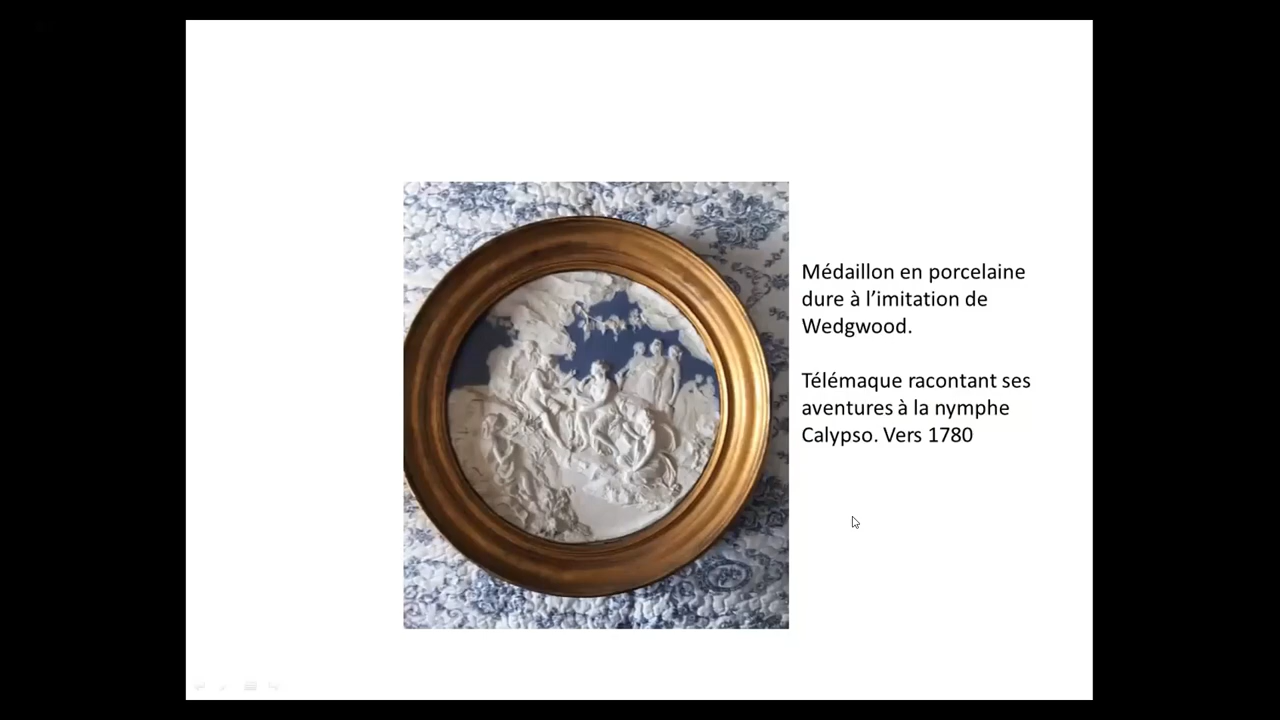 Médaillon en porcelaine
dure à l’imitation de
Wedgwood.
Télémaque racontant ses
aventures à la nymphe
Calypso. Vers 1780